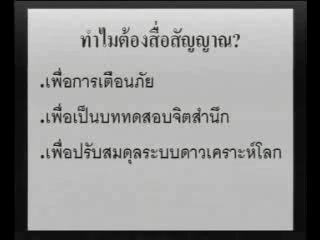 ทำไมต้องสื่อสัญญาณ?
.เพื่อการเตือนภัย
.เพื่อเป็นบททดสอบจิตสำนึก
.เพื่อปรับสมดุลระบบดาวเคราะห์โลก